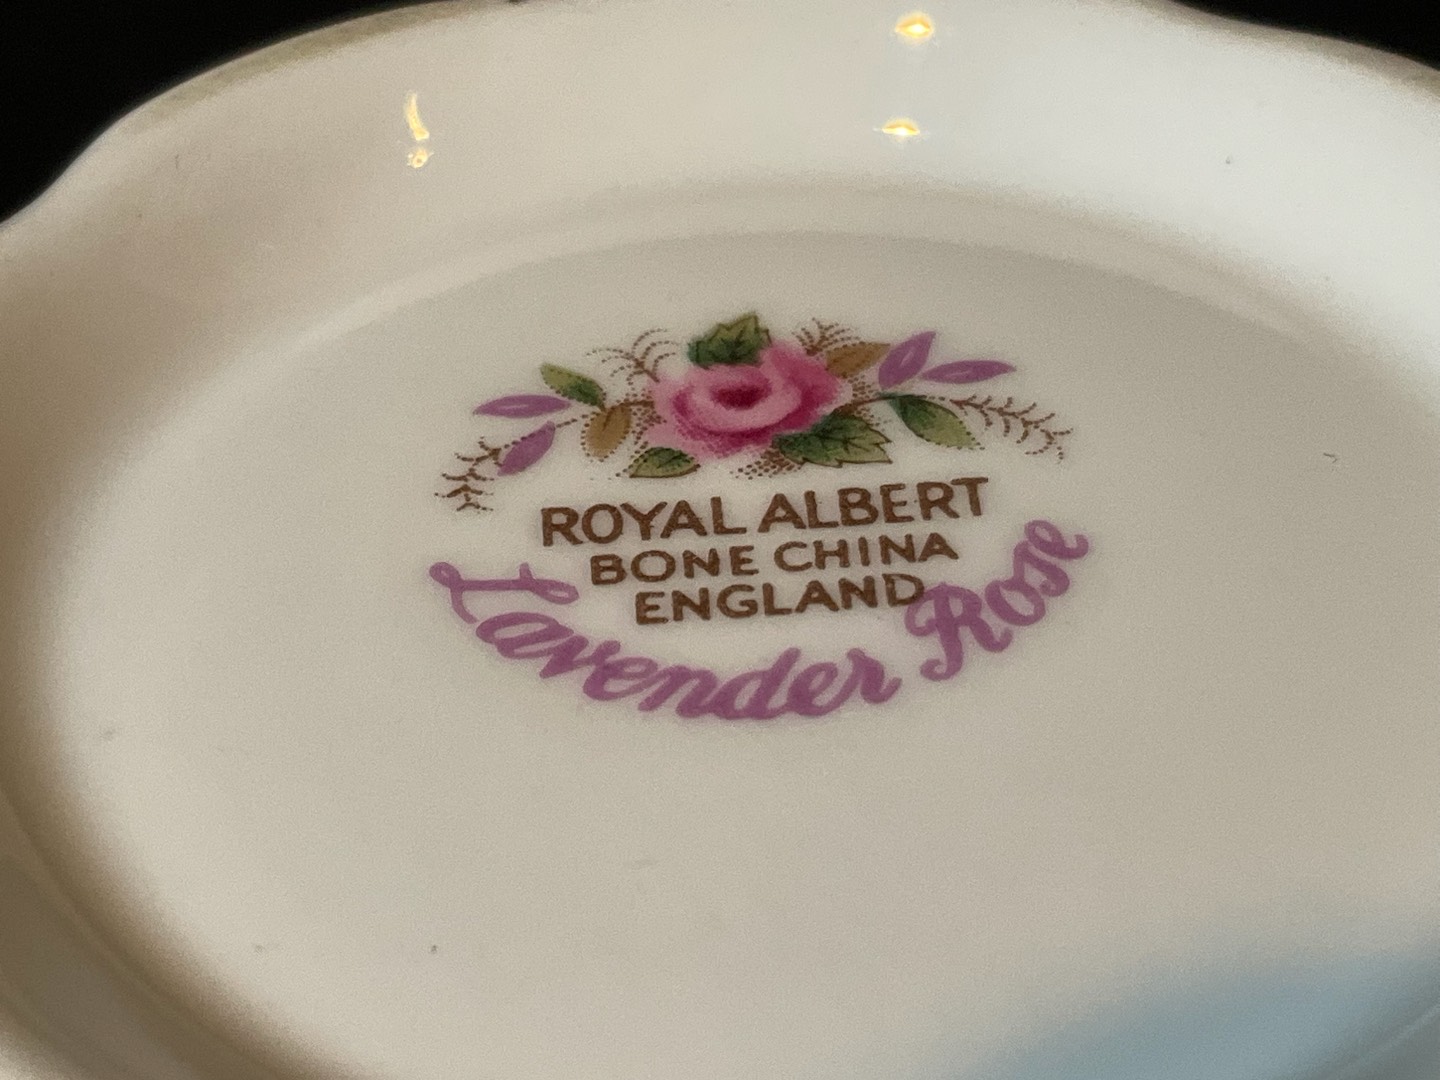 ROYAL ALBERT
BONE CHINA
ENGLAND
Lavender Rose